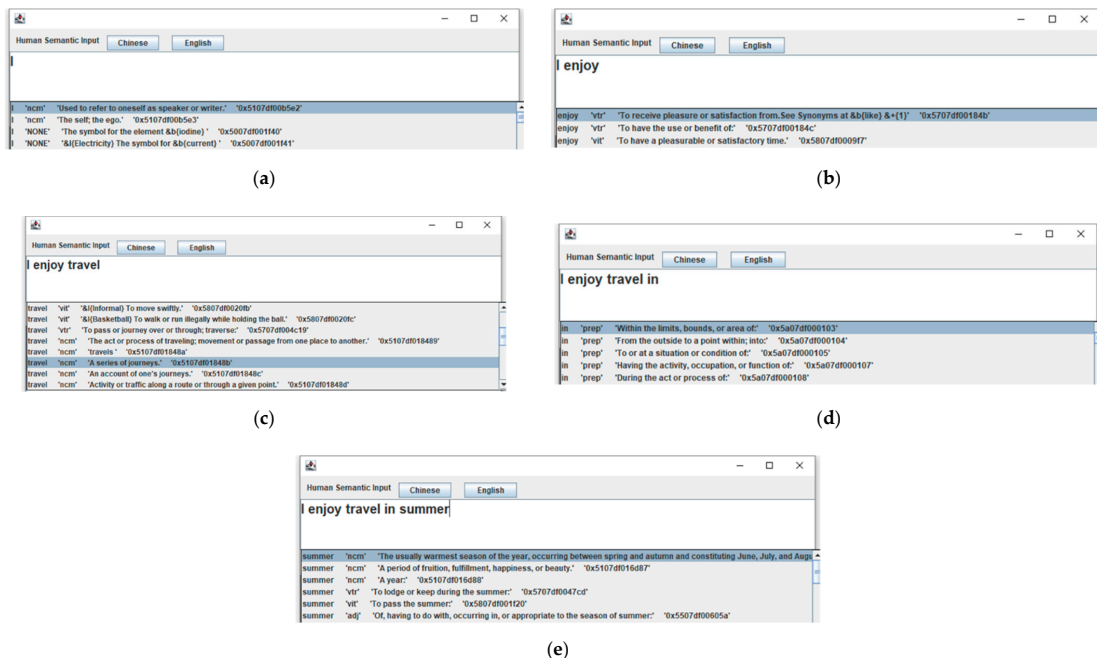 Human Semantic Input Chinese English
I
I 'ncm' 'Used to refer to oneself as speaker or writer.' '0x5107df00b5e2'
I 'ncm' 'The self; the ego.' '0x5107df00b5e3'
I 'NONE' 'The symbol for the element &b{iodine} ' '0x5007df001f40'
I 'NONE' '&I{Electricity} The symbol for &b{current} ' '0x5007df001f41'
(a)
Human Semantic Input Chinese English
I enjoy
enjoy 'vtr' 'To receive pleasure or satisfaction from.See Synonyms at &b{like} &+{1}' '0x5707df00184b'
enjoy 'vtr' 'To have the use or benefit of:' '0x5707df00184c'
enjoy 'vit' 'To have a pleasurable or satisfactory time.' '0x5807df0009f7'
(b)
Human Semantic Input Chinese English
I enjoy travel
travel 'vit' '&I{Informal} To move swiftly.' '0x5807df0020fb'
travel 'vit' '&I{Basketball} To walk or run illegally while holding the ball.' '0x5807df0020fc'
travel 'vtr' 'To pass or journey over or through; traverse:' '0x5707df004c19'
travel 'ncm' 'The act or process of traveling; movement or passage from one place to another.' '0x5107df018489'
travel 'ncm' 'travels ' '0x5107df01848a'
travel 'ncm' 'A series of journeys.' '0x5107df01848b'
travel 'ncm' 'An account of one's journeys.' '0x5107df01848c'
travel 'ncm' 'Activity or traffic along a route or through a given point.' '0x5107df01848d'
(c)
Human Semantic Input Chinese English
I enjoy travel in
in 'prep' 'Within the limits, bounds, or area of:' '0x5a07df000103'
in 'prep' 'From the outside to a point within; into:' '0x5a07df000104'
in 'prep' 'To or at a situation or condition of:' '0x5a07df000105'
in 'prep' 'Having the activity, occupation, or function of:' '0x5a07df000107'
in 'prep' 'During the act or process of:' '0x5a07df000108'
(d)
Human Semantic Input Chinese English
I enjoy travel in summer
summer 'ncm' 'The usually warmest season of the year, occurring between spring and autumn and constituting June, July, and Augu
summer 'ncm' 'A period of fruition, fulfillment, happiness, or beauty.' '0x5107df016d87'
summer 'ncm' 'A year:' '0x5107df016d88'
summer 'vtr' 'To lodge or keep during the summer:' '0x5707df0047cd'
summer 'vit' 'To pass the summer:' '0x5807df001f20'
summer 'adj' 'Of, having to do with, occurring in, or appropriate to the season of summer:' '0x5507df00605a'
(e)